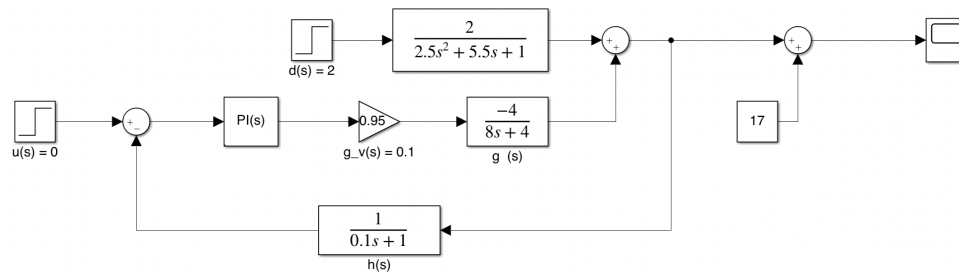 2
2.5s² + 5.5s + 1
+
+
+
+
d(s) = 2
17
u(s) = 0
+
−
PI(s)
0.95
g_v(s) = 0.1
−4
8s + 4
g (s)
1
0.1s + 1
h(s)